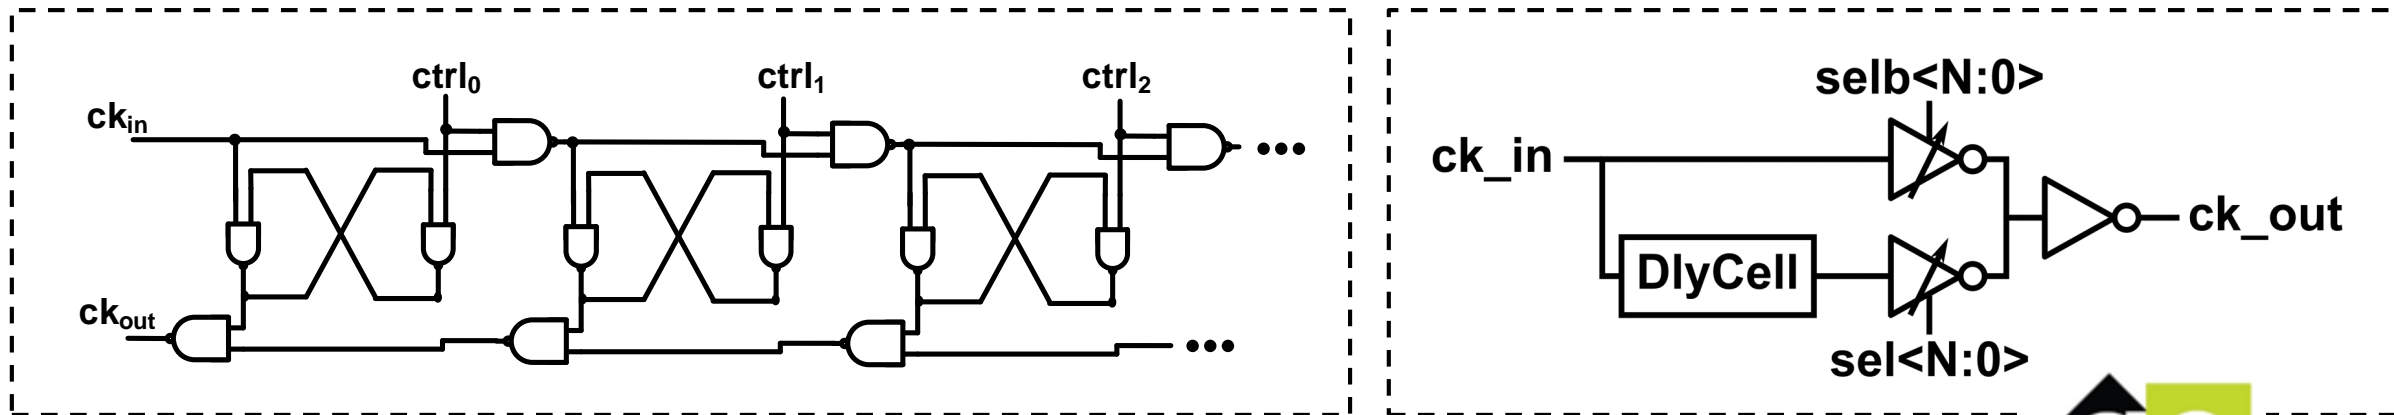 ctrl₀ ctrl₁ ctrl₂
ckᵢₙ
ckₒᵤₜ
selb<N:0>
ck_in
DlyCell
ck_out
sel<N:0>